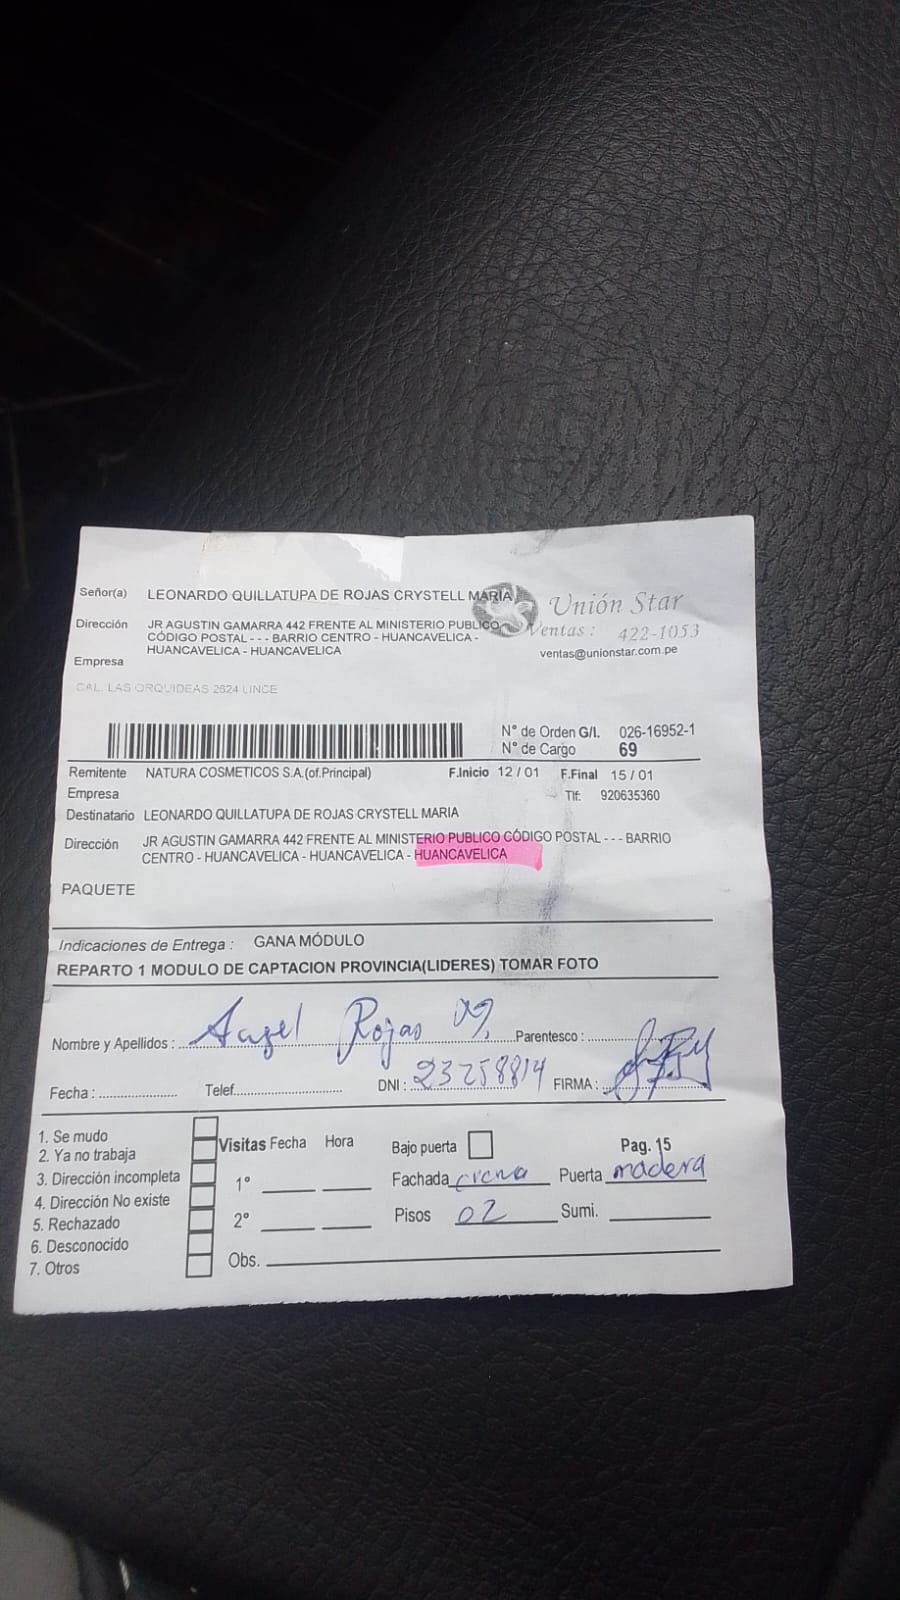 Señor(a) LEONARDO QUILLATUPA DE ROJAS CRYSTELL MARIA
Unión Star
Dirección JR AGUSTIN GAMARRA 442 FRENTE AL MINISTERIO PUBLICO
CÓDIGO POSTAL - - - BARRIO CENTRO - HUANCAVELICA -
HUANCAVELICA - HUANCAVELICA
Ventas : 422-1053
ventas@unionstar.com.pe
Empresa
CAL. LAS ORQUIDEAS 2624 LINCE
N° de Orden G/I. 026-16952-1
N° de Cargo 69
Remitente NATURA COSMETICOS S.A.(of.Principal) F.Inicio 12 / 01 F.Final 15 / 01
Empresa Tlf: 920635360
Destinatario LEONARDO QUILLATUPA DE ROJAS CRYSTELL MARIA
Dirección JR AGUSTIN GAMARRA 442 FRENTE AL MINISTERIO PUBLICO CÓDIGO POSTAL - - - BARRIO
CENTRO - HUANCAVELICA - HUANCAVELICA - HUANCAVELICA
PAQUETE
Indicaciones de Entrega : GANA MÓDULO
REPARTO 1 MODULO DE CAPTACION PROVINCIA(LIDERES) TOMAR FOTO
Nombre y Apellidos : Angel Rojas Parentesco :
Fecha : Telef. DNI : 23258814 FIRMA :
1. Se mudo
2. Ya no trabaja
3. Dirección incompleta
4. Dirección No existe
5. Rechazado
6. Desconocido
7. Otros
Visitas Fecha Hora
1°
2°
Obs.
Bajo puerta Pag. 15
Fachada crema Puerta madera
Pisos 02 Sumi.